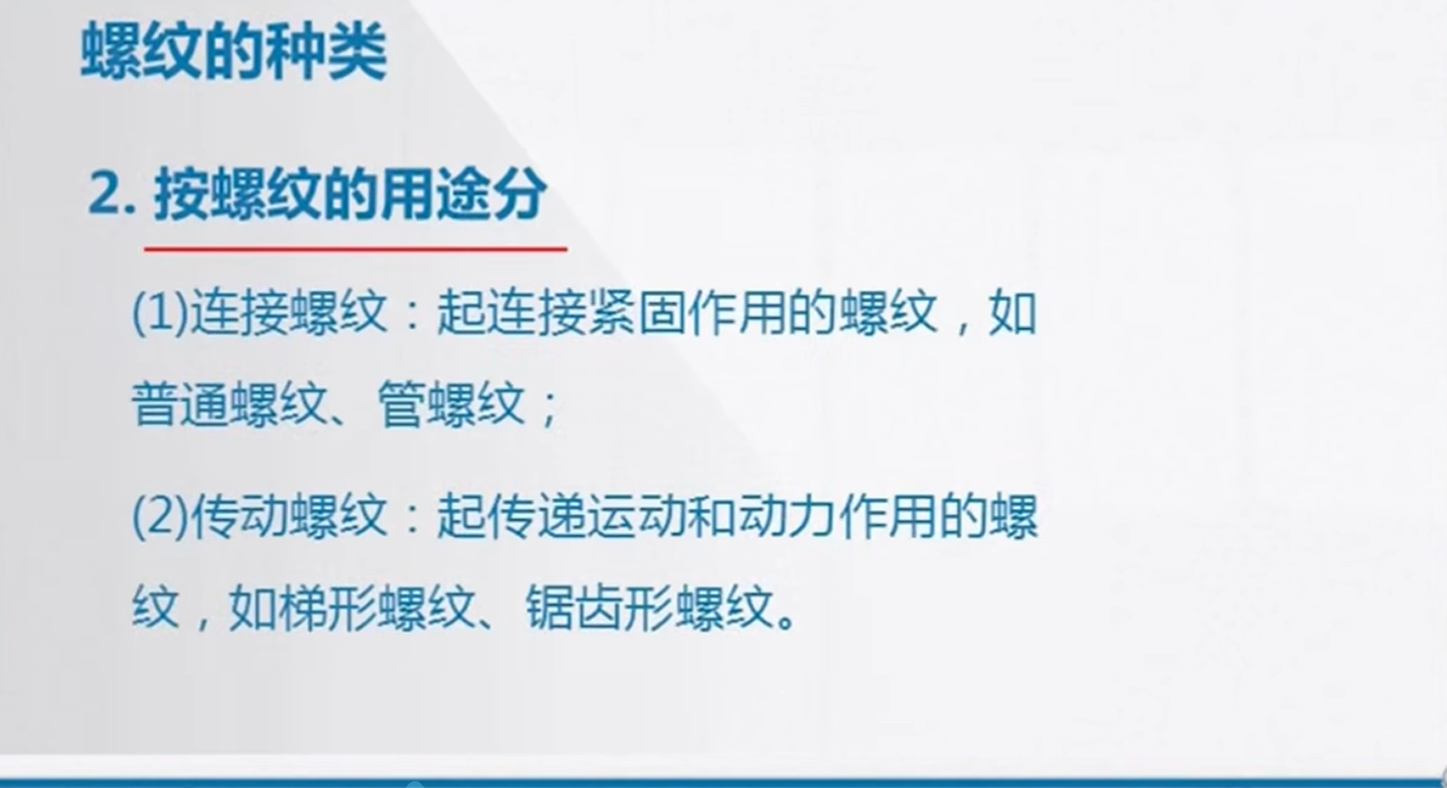 螺纹的种类
2. 按螺纹的用途分
(1)连接螺纹：起连接紧固作用的螺纹，如
普通螺纹、管螺纹；
(2)传动螺纹：起传递运动和动力作用的螺
纹，如梯形螺纹、锯齿形螺纹。